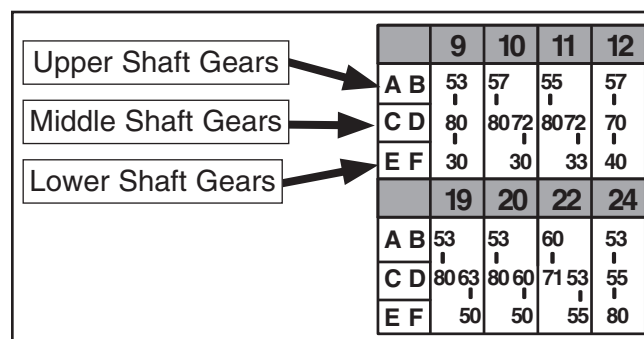 Upper Shaft Gears
Middle Shaft Gears
Lower Shaft Gears
9 10 11 12
A B 53 57 55 57
C D 80 80 72 80 72 70
E F 30 30 33 40
19 20 22 24
A B 53 53 60 53
C D 80 63 80 60 71 53 55
E F 50 50 55 80